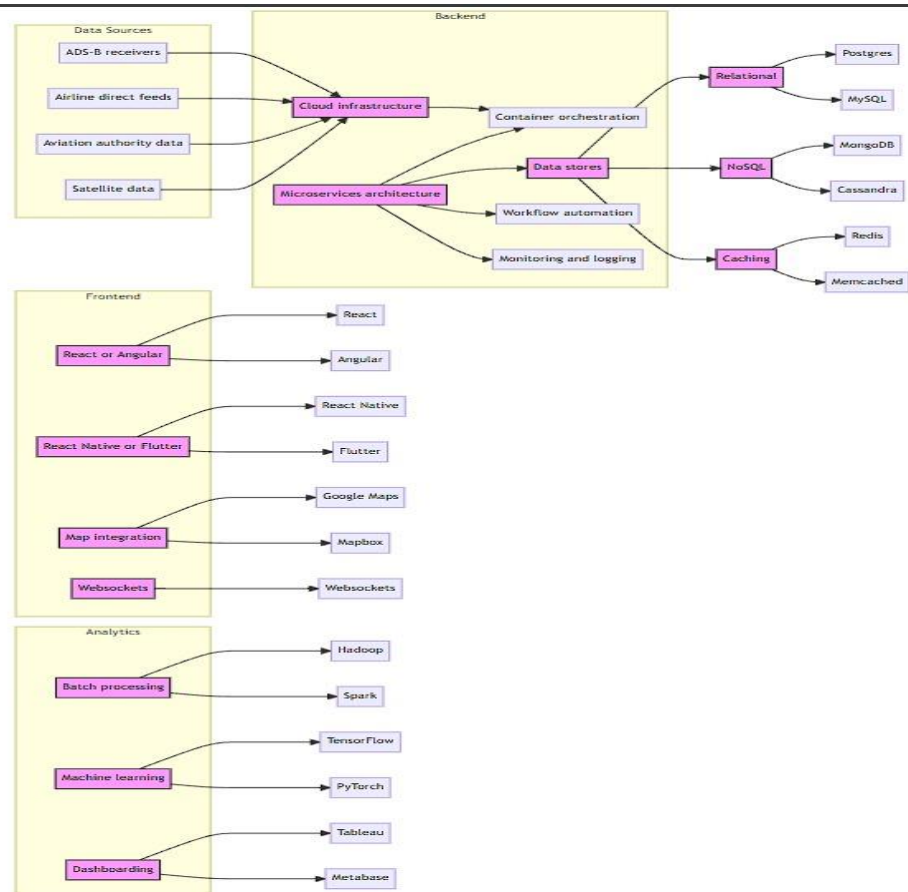 Data Sources
ADS-B receivers
Airline direct feeds
Aviation authority data
Satellite data
Backend
Cloud infrastructure
Container orchestration
Microservices architecture
Data stores
Workflow automation
Monitoring and logging
Relational
NoSQL
Caching
Postgres
MySQL
MongoDB
Cassandra
Redis
Memcached
Frontend
React or Angular
React
Angular
React Native or Flutter
React Native
Flutter
Map integration
Google Maps
Mapbox
Websockets
Websockets
Analytics
Batch processing
Hadoop
Spark
Machine learning
TensorFlow
PyTorch
Dashboarding
Tableau
Metabase